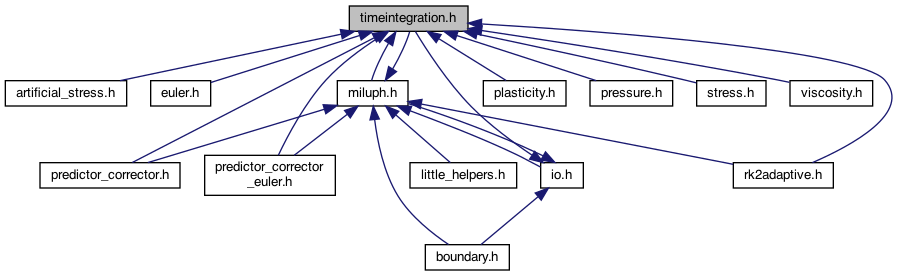 timeintegration.h
artificial_stress.h
euler.h
miluph.h
plasticity.h
pressure.h
stress.h
viscosity.h
predictor_corrector.h
predictor_corrector
_euler.h
little_helpers.h
io.h
rk2adaptive.h
boundary.h